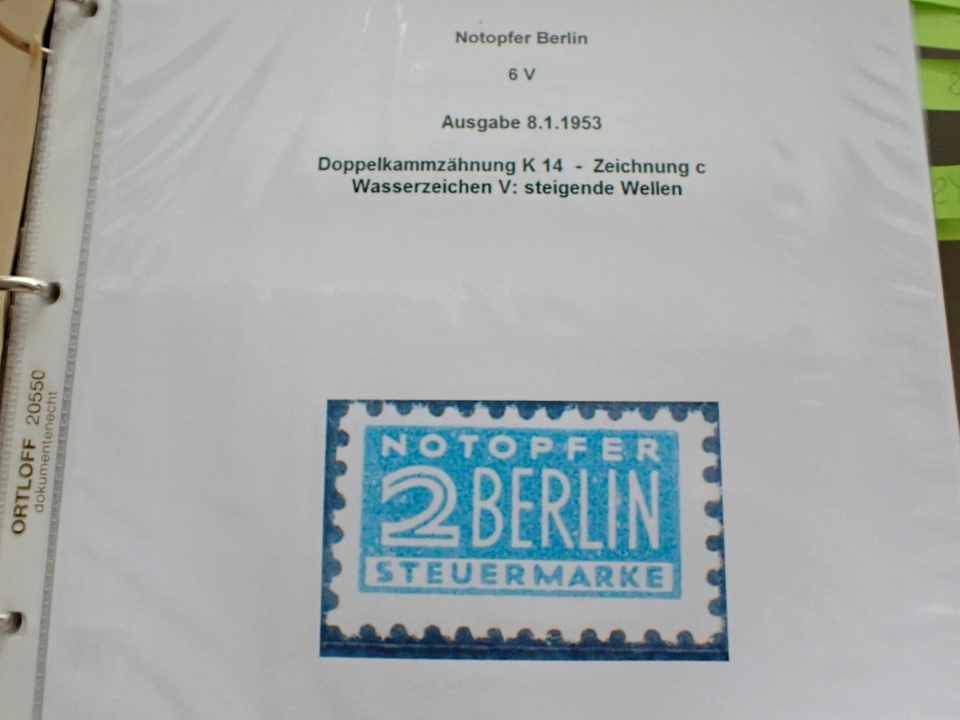 Notopfer Berlin
6 V
Ausgabe 8.1.1953
Doppelkammzähnung K 14 - Zeichnung c
Wasserzeichen V: steigende Wellen
NOTOPFER
2 BERLIN
STEUERMARKE
ORTLOFF 20550
dokumentenecht